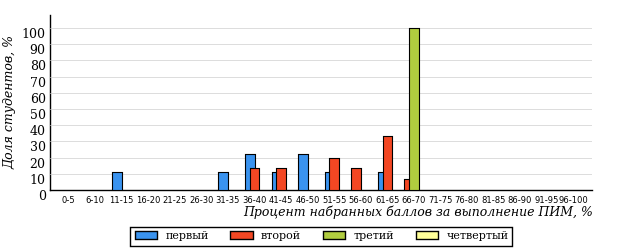 Доля студентов, %
100
90
80
70
60
50
40
30
20
10
0
0-5 6-10 11-15 16-20 21-25 26-30 31-35 36-40 41-45 46-50 51-55 56-60 61-65 66-70 71-75 76-80 81-85 86-90 91-95 96-100
Процент набранных баллов за выполнение ПИМ, %
первый второй третий четвертый